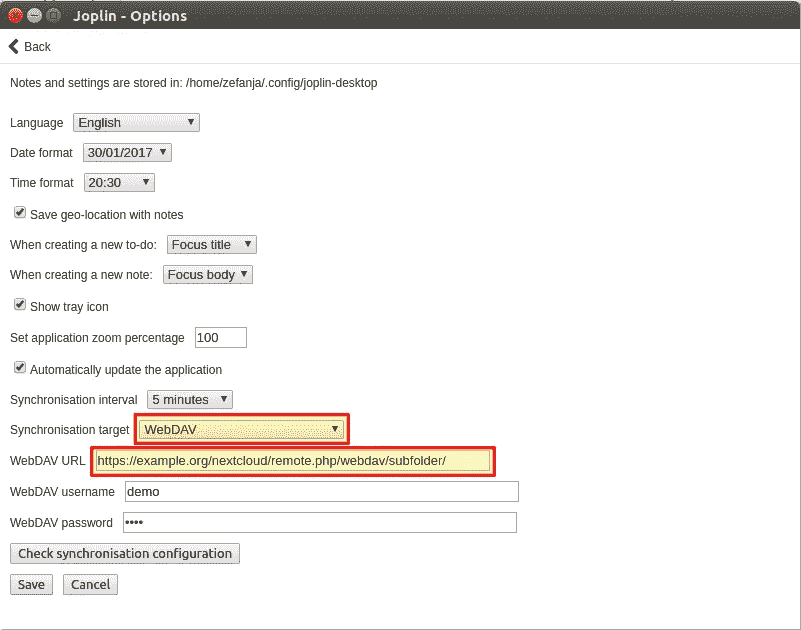 Joplin - Options
Back
Notes and settings are stored in: /home/zefanja/.config/joplin-desktop
Language English
Date format 30/01/2017
Time format 20:30
Save geo-location with notes
When creating a new to-do: Focus title
When creating a new note: Focus body
Show tray icon
Set application zoom percentage 100
Automatically update the application
Synchronisation interval 5 minutes
Synchronisation target WebDAV
WebDAV URL https://example.org/nextcloud/remote.php/webdav/subfolder/
WebDAV username demo
WebDAV password ••••
Check synchronisation configuration
Save Cancel